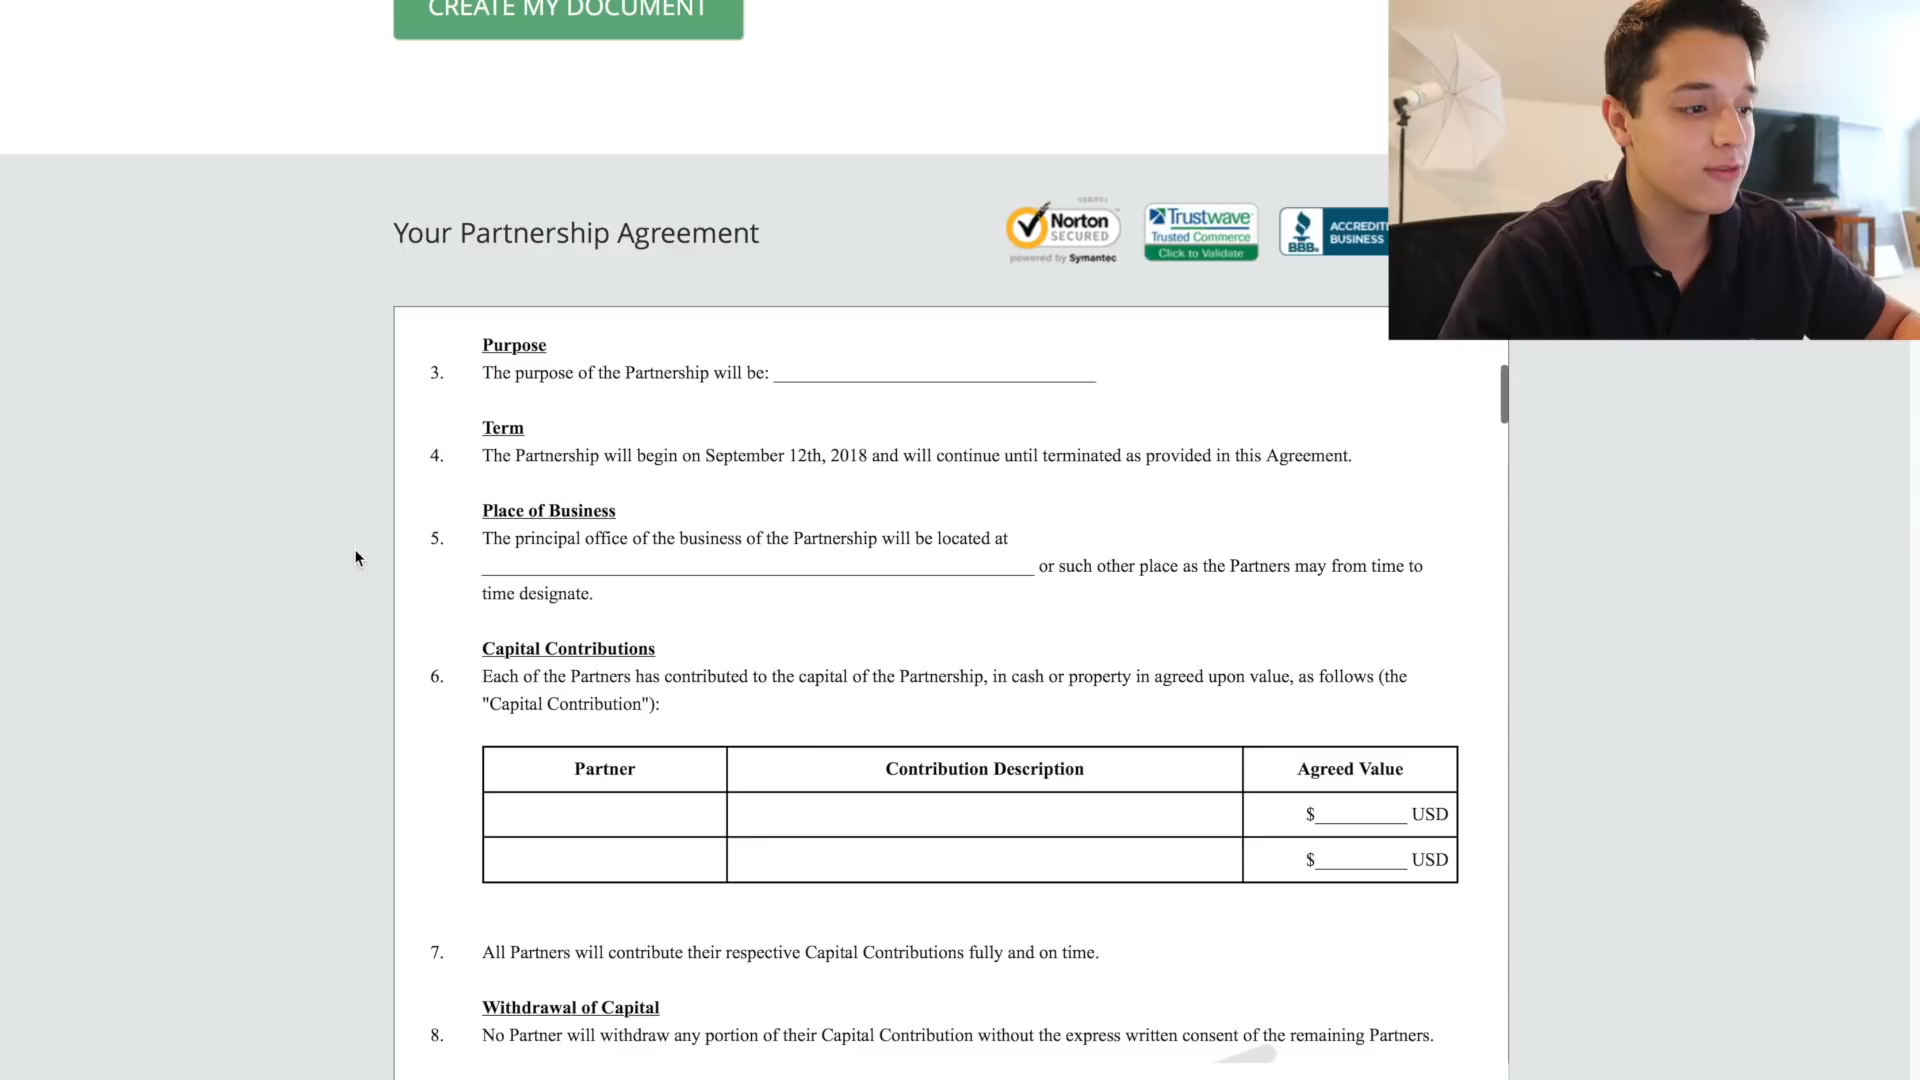 CREATE MY DOCUMENT
Your Partnership Agreement
Norton
SECURED
powered by Symantec
Trustwave
Trusted Commerce
Click to Validate
BBB.
ACCREDIT
BUSINESS
Purpose
3. The purpose of the Partnership will be: ___________________________________
Term
4. The Partnership will begin on September 12th, 2018 and will continue until terminated as provided in this Agreement.
Place of Business
5. The principal office of the business of the Partnership will be located at
____________________________________________________________ or such other place as the Partners may from time to
time designate.
Capital Contributions
6. Each of the Partners has contributed to the capital of the Partnership, in cash or property in agreed upon value, as follows (the
"Capital Contribution"):
Partner Contribution Description Agreed Value
$__________ USD
$__________ USD
7. All Partners will contribute their respective Capital Contributions fully and on time.
Withdrawal of Capital
8. No Partner will withdraw any portion of their Capital Contribution without the express written consent of the remaining Partners.